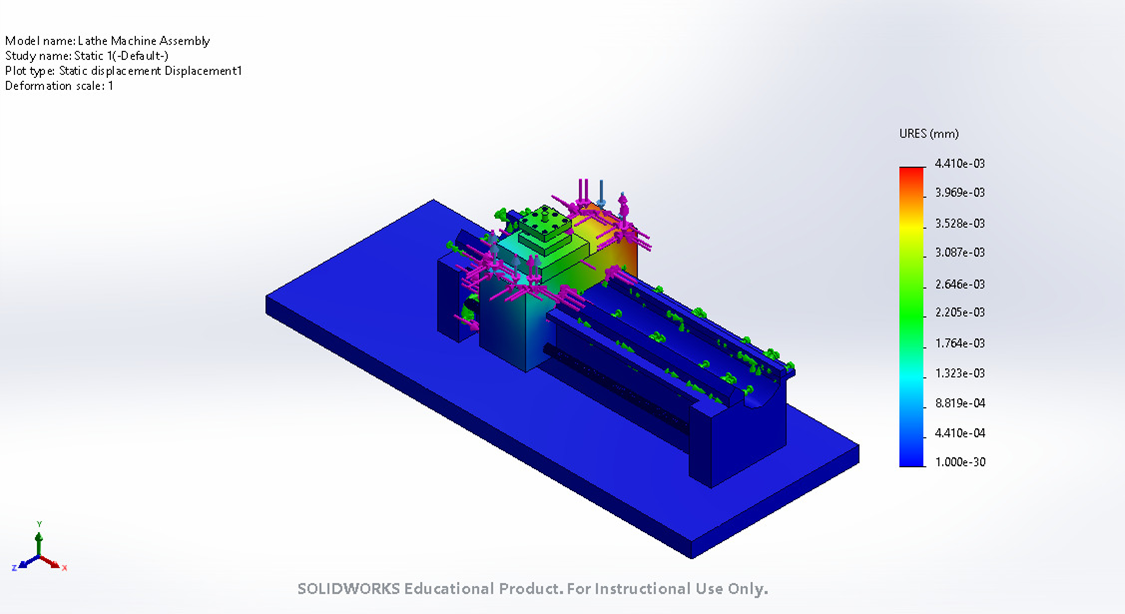 Model name: Lathe Machine Assembly
Study name: Static 1(-Default-)
Plot type: Static displacement Displacement1
Deformation scale: 1
URES (mm)
4.410e-03
3.969e-03
3.528e-03
3.087e-03
2.646e-03
2.205e-03
1.764e-03
1.323e-03
8.819e-04
4.410e-04
1.000e-30
Y
Z
X
SOLIDWORKS Educational Product. For Instructional Use Only.